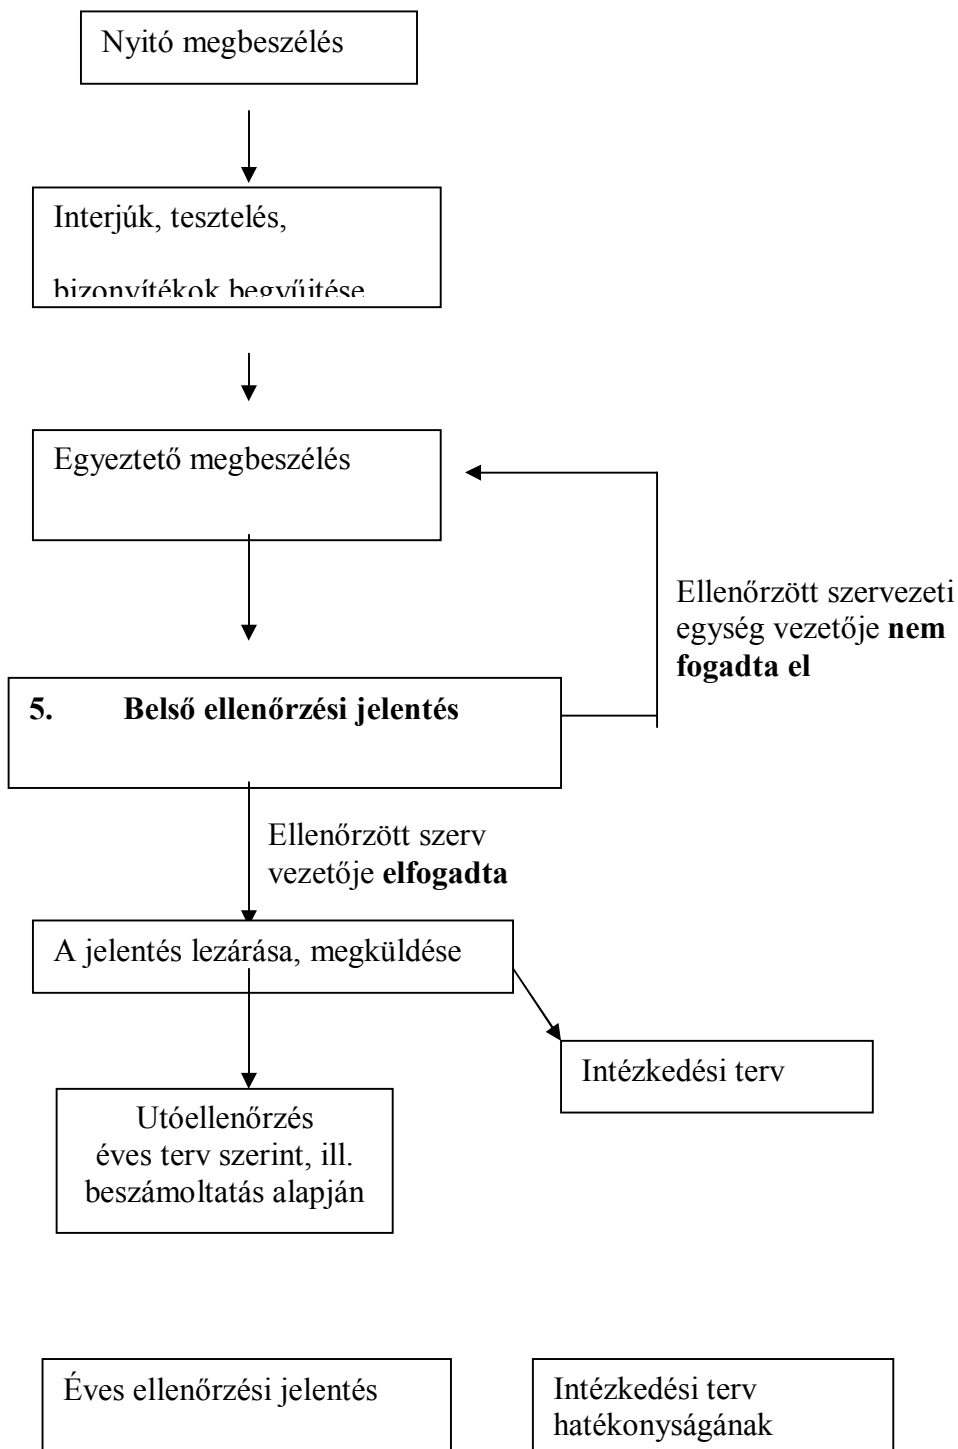 Nyitó megbeszélés
Interjúk, tesztelés,
bizonyítékok begyűjtése
Egyeztető megbeszélés
Ellenőrzött szervezeti
egység vezetője nem
fogadta el
5. Belső ellenőrzési jelentés
Ellenőrzött szerv
vezetője elfogadta
A jelentés lezárása, megküldése
Intézkedési terv
Utóellenőrzés
éves terv szerint, ill.
beszámoltatás alapján
Éves ellenőrzési jelentés
Intézkedési terv
hatékonyságának